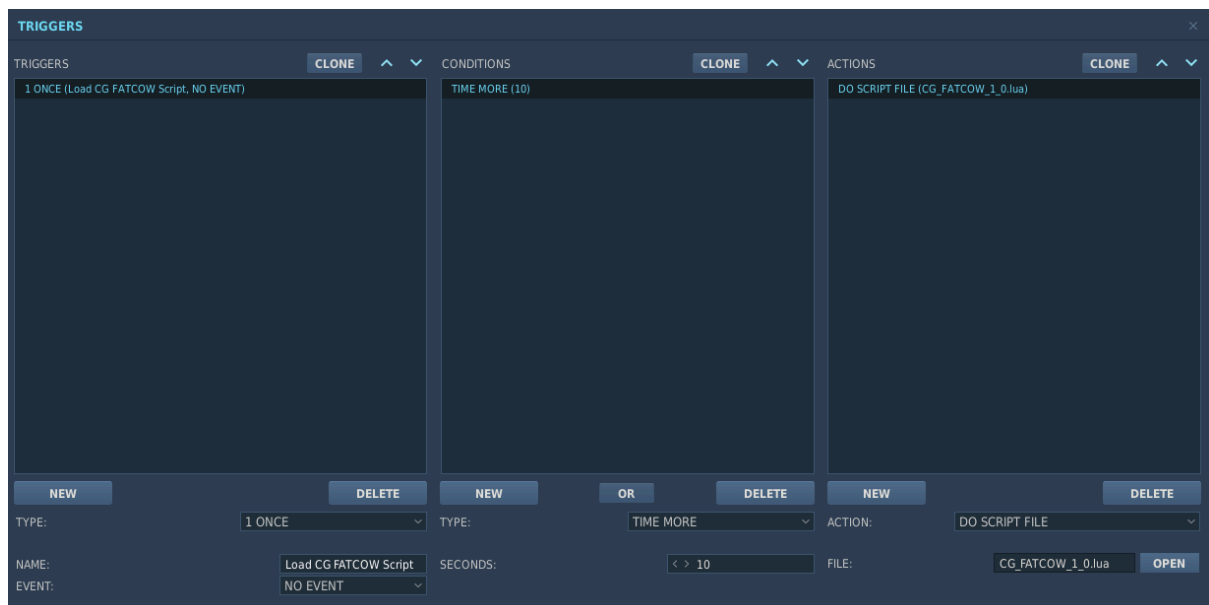 TRIGGERS
TRIGGERS CLONE CONDITIONS CLONE ACTIONS CLONE
1 ONCE (Load CG FATCOW Script, NO EVENT) TIME MORE (10) DO SCRIPT FILE (CG_FATCOW_1_0.lua)
NEW DELETE NEW OR DELETE NEW DELETE
TYPE: 1 ONCE TYPE: TIME MORE ACTION: DO SCRIPT FILE
NAME: Load CG FATCOW Script SECONDS: < > 10 FILE: CG_FATCOW_1_0.lua OPEN
EVENT: NO EVENT